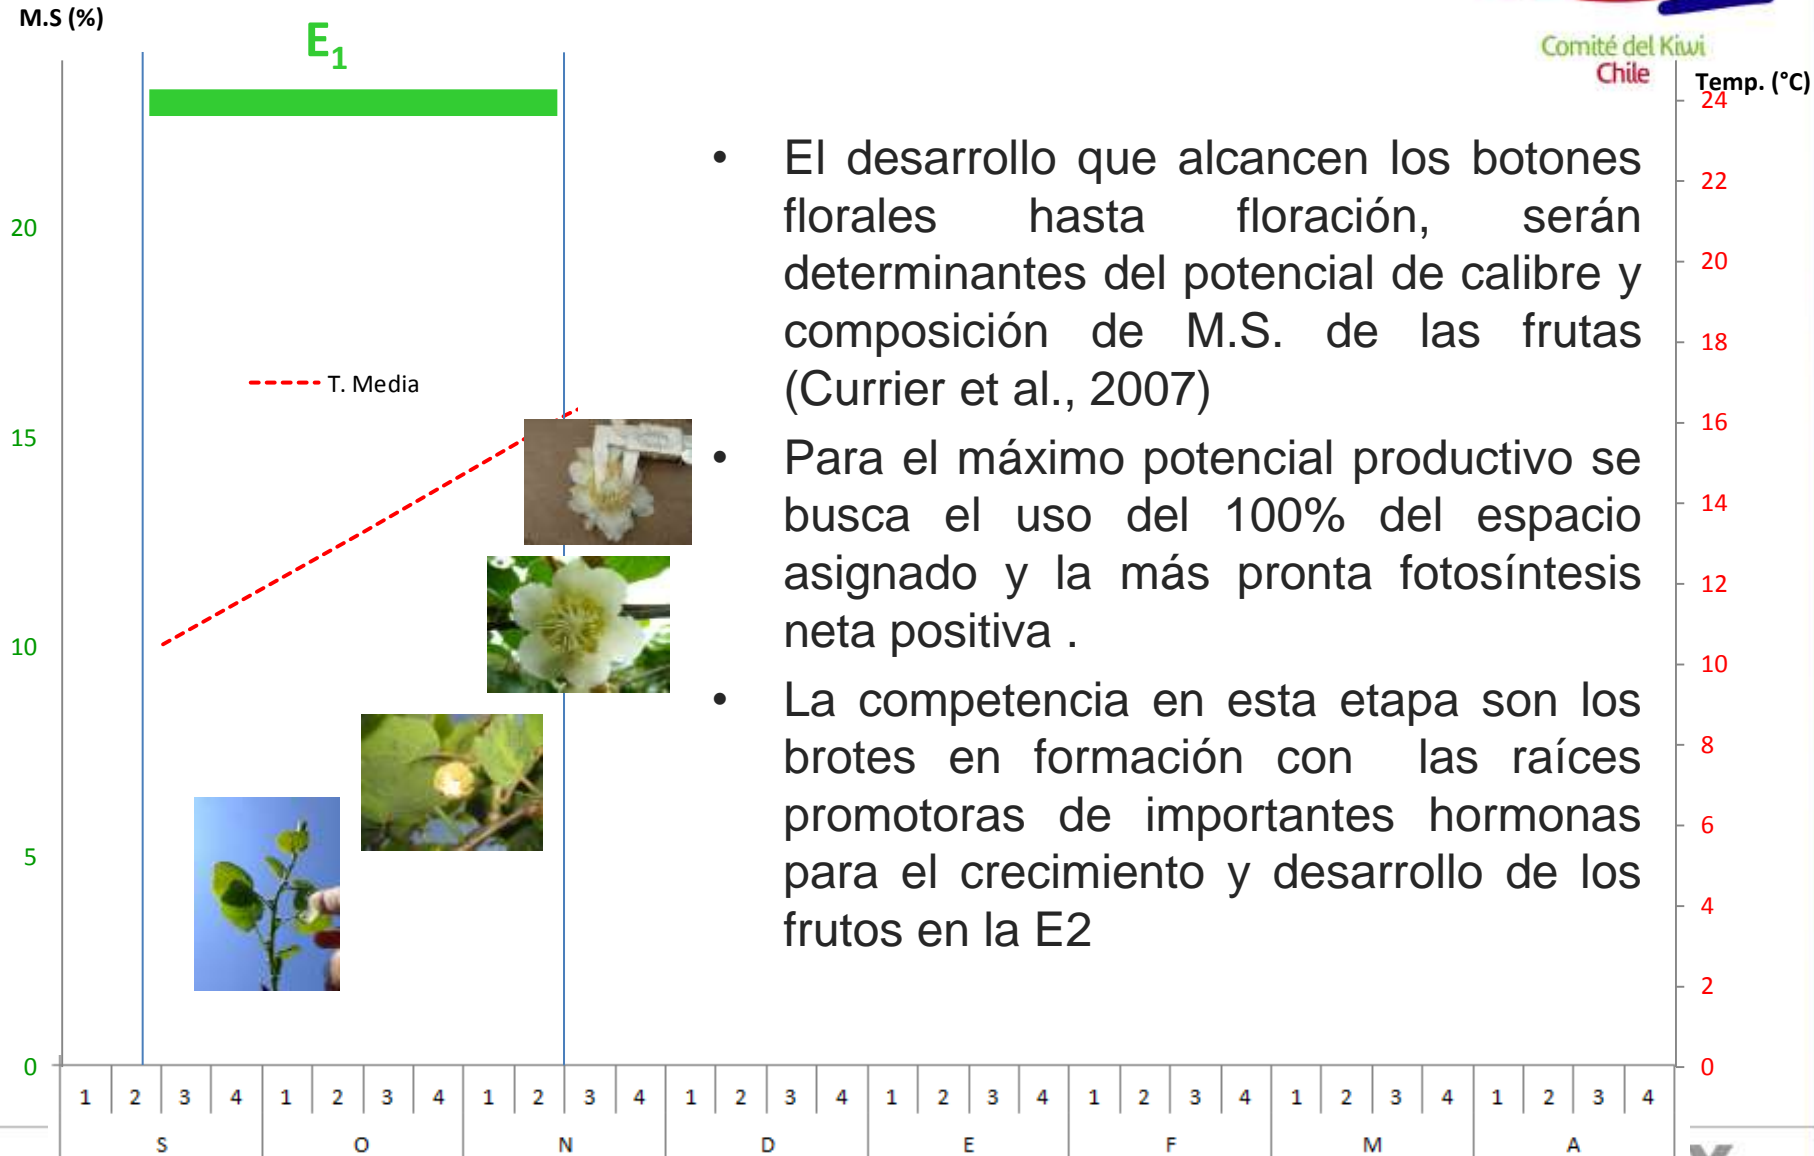 M.S (%)
E1
Comité del Kiwi
Chile
Temp. (°C)
24
22
20
18
16
14
12
10
8
6
4
2
0
20
15
10
5
0
T. Media
• El desarrollo que alcancen los botones
florales hasta floración, serán
determinantes del potencial de calibre y
composición de M.S. de las frutas
(Currier et al., 2007)
• Para el máximo potencial productivo se
busca el uso del 100% del espacio
asignado y la más pronta fotosíntesis
neta positiva .
• La competencia en esta etapa son los
brotes en formación con las raíces
promotoras de importantes hormonas
para el crecimiento y desarrollo de los
frutos en la E2
1 2 3 4 1 2 3 4 1 2 3 4 1 2 3 4 1 2 3 4 1 2 3 4 1 2 3 4 1 2 3 4
S O N D E F M A